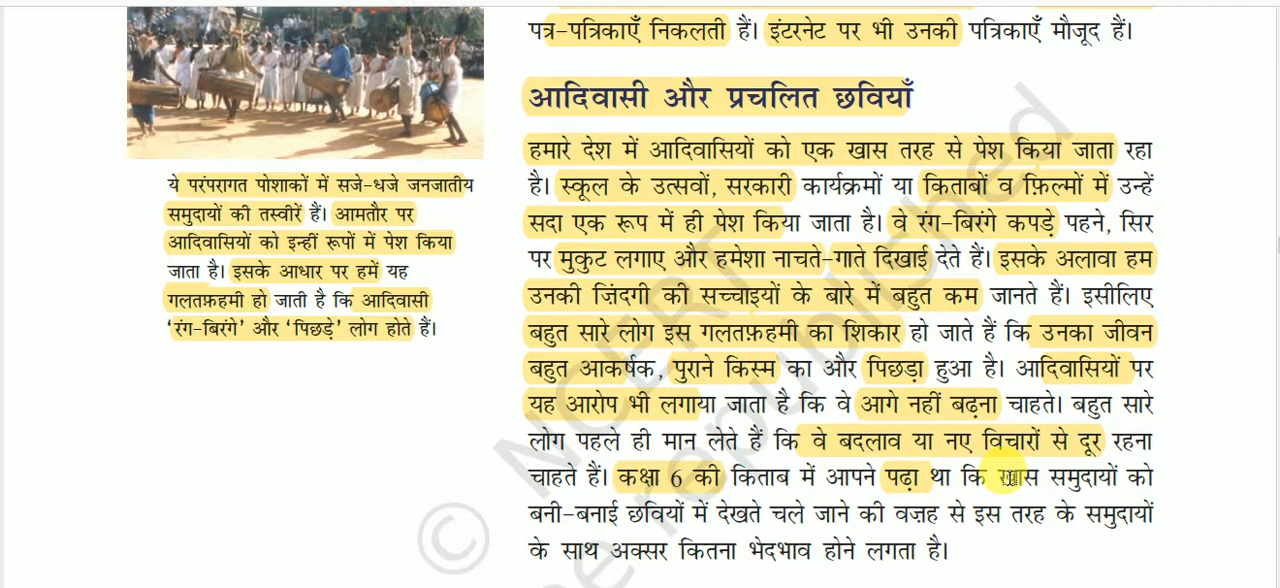 पत्र-पत्रिकाएँ निकलती हैं। इंटरनेट पर भी उनकी पत्रिकाएँ मौजूद हैं।
आदिवासी और प्रचलित छवियाँ
हमारे देश में आदिवासियों को एक खास तरह से पेश किया जाता रहा
है। स्कूल के उत्सवों, सरकारी कार्यक्रमों या किताबों व फ़िल्मों में उन्हें
सदा एक रूप में ही पेश किया जाता है। वे रंग-बिरंगे कपड़े पहने, सिर
पर मुकुट लगाए और हमेशा नाचते-गाते दिखाई देते हैं। इसके अलावा हम
उनकी ज़िंदगी की सच्चाइयों के बारे में बहुत कम जानते हैं। इसीलिए
बहुत सारे लोग इस गलतफ़हमी का शिकार हो जाते हैं कि उनका जीवन
बहुत आकर्षक, पुराने किस्म का और पिछड़ा हुआ है। आदिवासियों पर
यह आरोप भी लगाया जाता है कि वे आगे नहीं बढ़ना चाहते। बहुत सारे
लोग पहले ही मान लेते हैं कि वे बदलाव या नए विचारों से दूर रहना
चाहते हैं। कक्षा 6 की किताब में आपने पढ़ा था कि खास समुदायों को
बनी-बनाई छवियों में देखते चले जाने की वज़ह से इस तरह के समुदायों
के साथ अक्सर कितना भेदभाव होने लगता है।
ये परंपरागत पोशाकों में सजे-धजे जनजातीय
समुदायों की तस्वीरें हैं। आमतौर पर
आदिवासियों को इन्हीं रूपों में पेश किया
जाता है। इसके आधार पर हमें यह
गलतफ़हमी हो जाती है कि आदिवासी
‘रंग-बिरंगे’ और ‘पिछड़े’ लोग होते हैं।
© NCERT
be republished